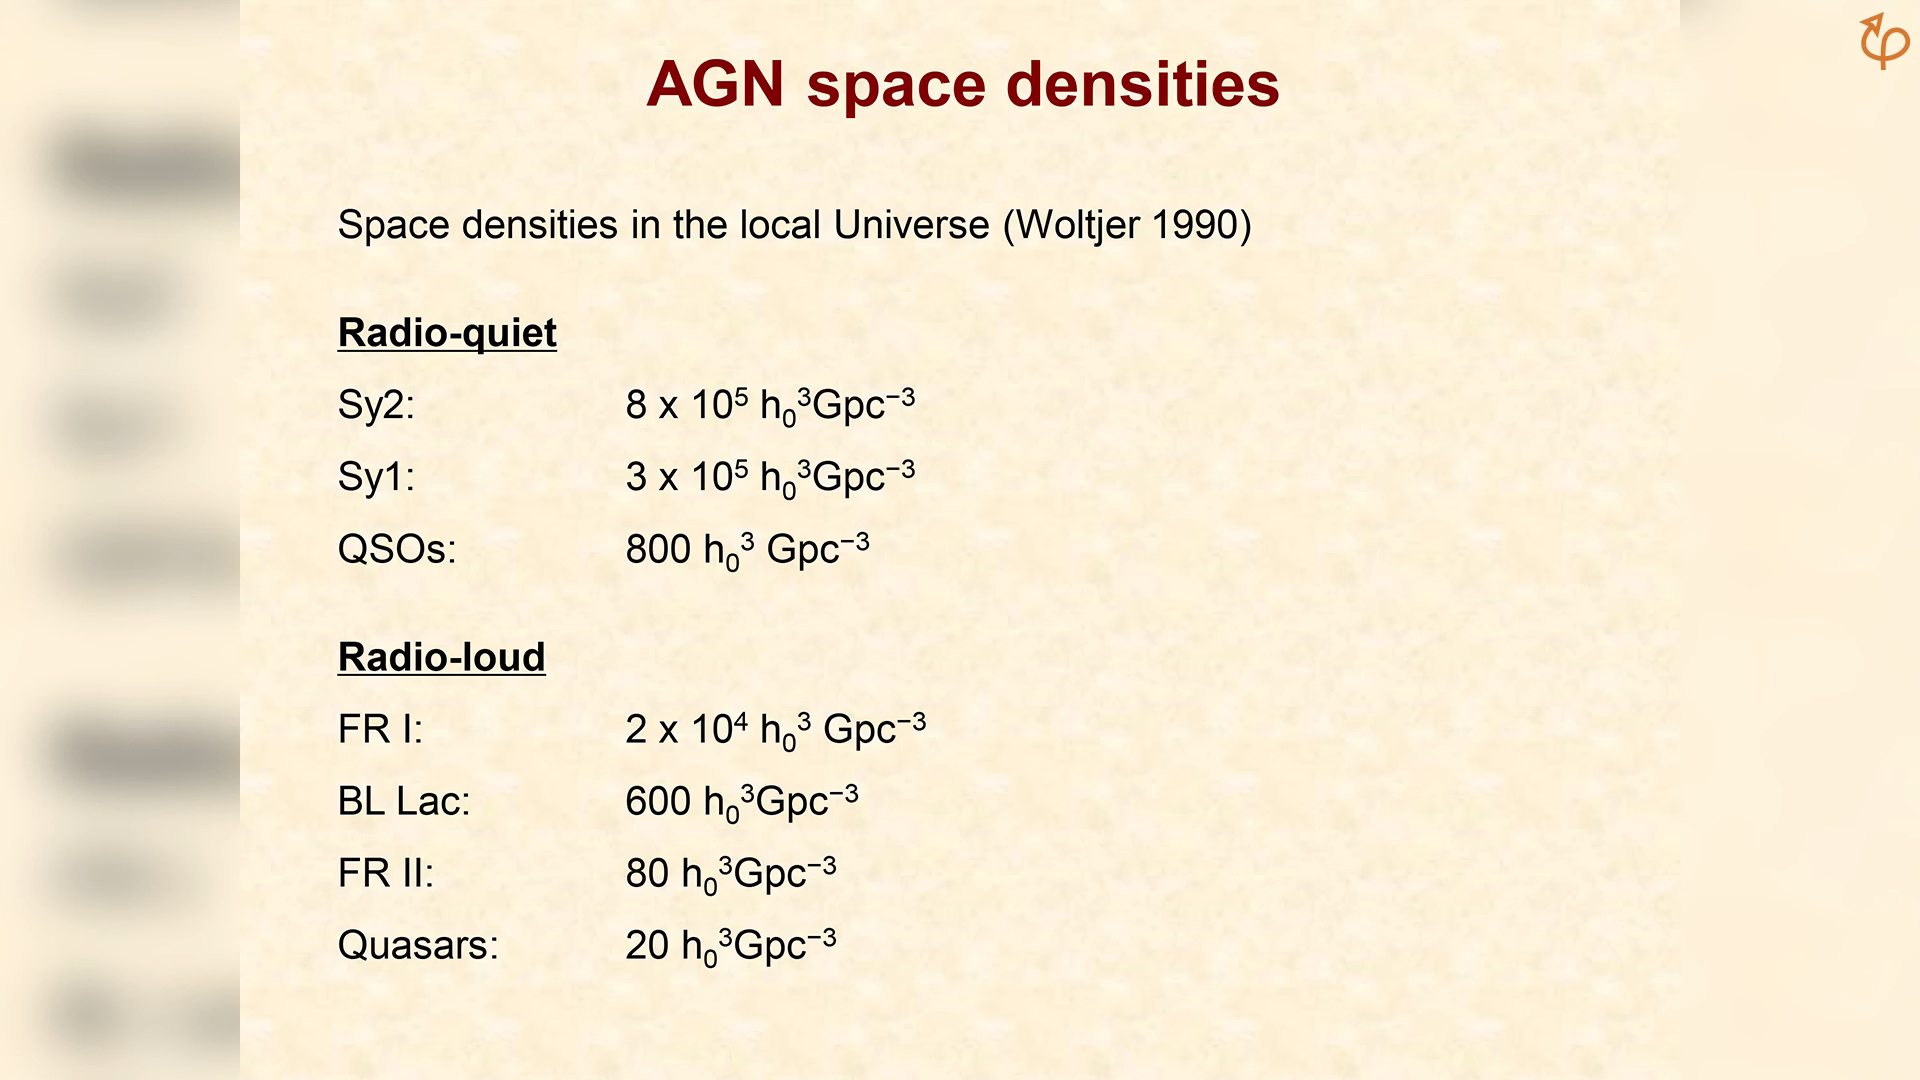 AGN space densities
Space densities in the local Universe (Woltjer 1990)
Radio-quiet
Sy2: 8 x 10⁵ h₀³Gpc⁻³
Sy1: 3 x 10⁵ h₀³Gpc⁻³
QSOs: 800 h₀³ Gpc⁻³
Radio-loud
FR I: 2 x 10⁴ h₀³ Gpc⁻³
BL Lac: 600 h₀³Gpc⁻³
FR II: 80 h₀³Gpc⁻³
Quasars: 20 h₀³Gpc⁻³